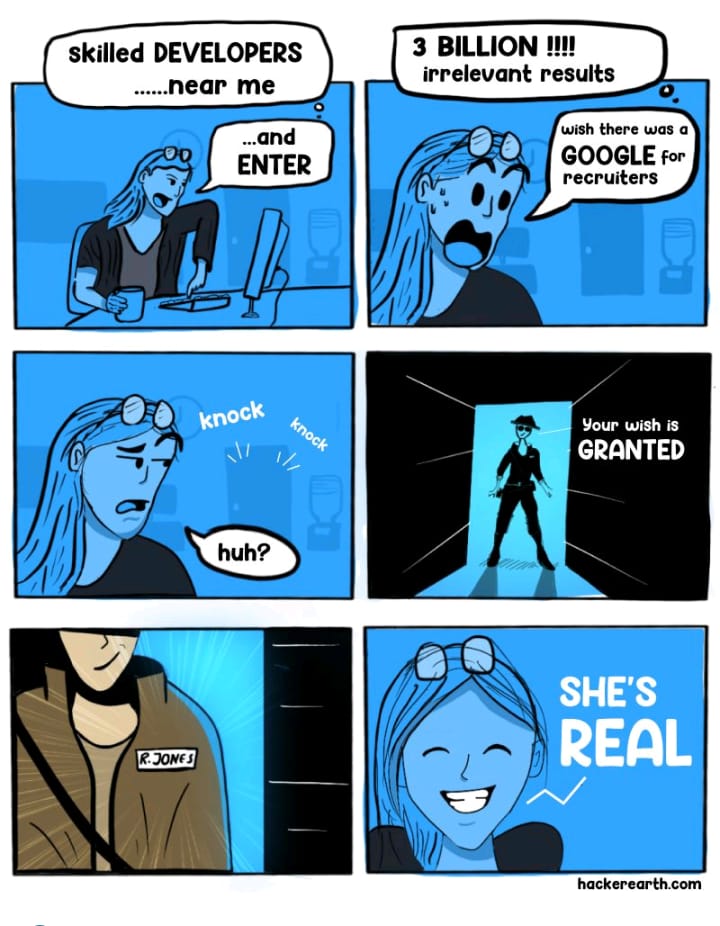 skilled DEVELOPERS
......near me
...and
ENTER
3 BILLION !!!!
irrelevant results
wish there was a
GOOGLE for
recruiters
knock
knock
huh?
Your wish is
GRANTED
R. JONES
SHE'S
REAL
hackerearth.com